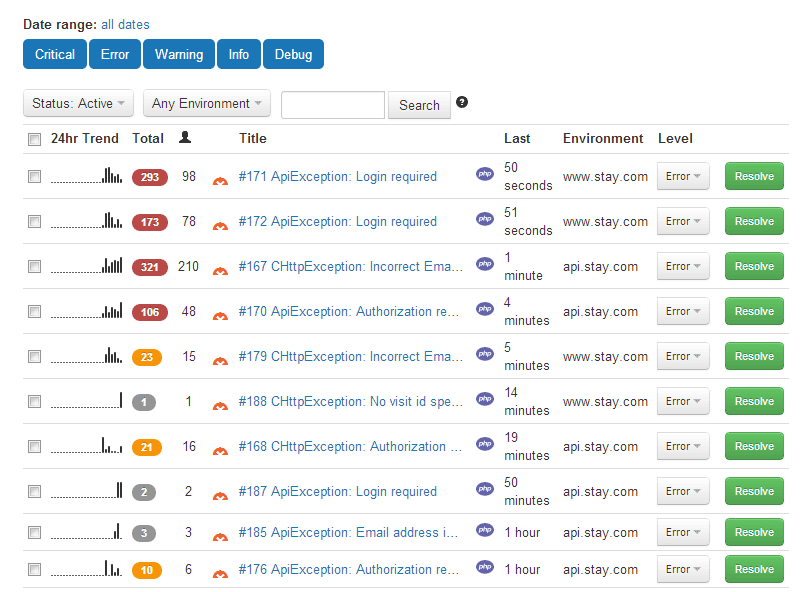 Date range: all dates
Critical Error Warning Info Debug
Status: Active Any Environment Search ?
24hr Trend Total Title Last Environment Level
293 98 #171 ApiException: Login required php 50 seconds www.stay.com Error Resolve
173 78 #172 ApiException: Login required php 51 seconds www.stay.com Error Resolve
321 210 #167 CHttpException: Incorrect Ema... php 1 minute api.stay.com Error Resolve
106 48 #170 ApiException: Authorization re... php 4 minutes api.stay.com Error Resolve
23 15 #179 CHttpException: Incorrect Ema... php 5 minutes www.stay.com Error Resolve
1 1 #188 CHttpException: No visit id spe... php 14 minutes www.stay.com Error Resolve
21 16 #168 CHttpException: Authorization ... php 19 minutes api.stay.com Error Resolve
2 2 #187 ApiException: Login required php 50 minutes api.stay.com Error Resolve
3 3 #185 ApiException: Email address i... php 1 hour api.stay.com Error Resolve
10 6 #176 ApiException: Authorization re... php 1 hour api.stay.com Error Resolve